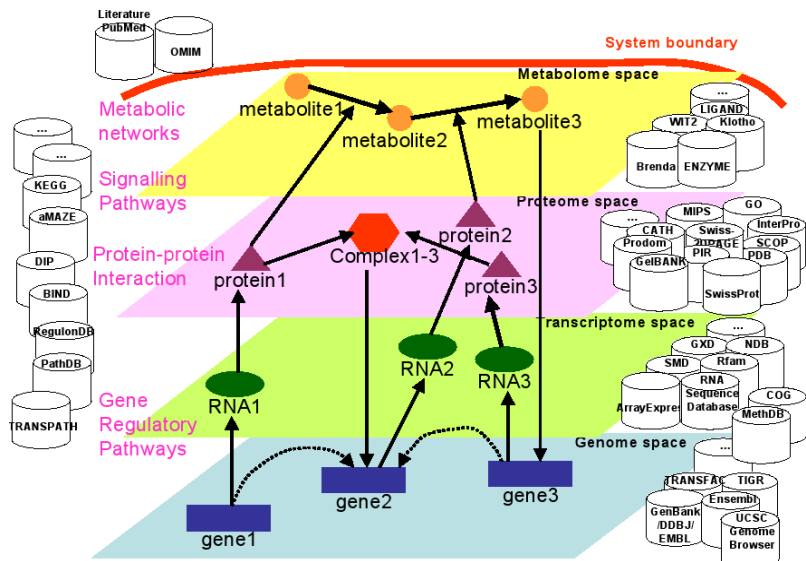 Literature
PubMed
OMIM
System boundary
Metabolome space
Metabolic
networks
metabolite1
metabolite2
metabolite3
...
LIGAND
WIT2
Klotho
Brenda
ENZYME
...
...
KEGG
aMAZE
DIP
BIND
RegulonDB
PathDB
TRANSPATH
Signalling
Pathways
Proteome space
Protein-protein
Interaction
protein1
Complex1-3
protein2
protein3
GO
MIPS
...
InterPro
CATH
Swiss-
2DPAGE
SCOP
Prodom
PIR
PDB
GelBANK
SwissProt
Transcriptome space
RNA1
RNA2
RNA3
...
GXD
NDB
SMD
Rfam
RNA
Sequence
Database
ArrayExpres
COG
MethDB
Gene
Regulatory
Pathways
Genome space
gene1
gene2
gene3
...
TRANSFAC
TIGR
Ensembl
GenBank
/DDBJ/
EMBL
UCSC
Genome
Browser